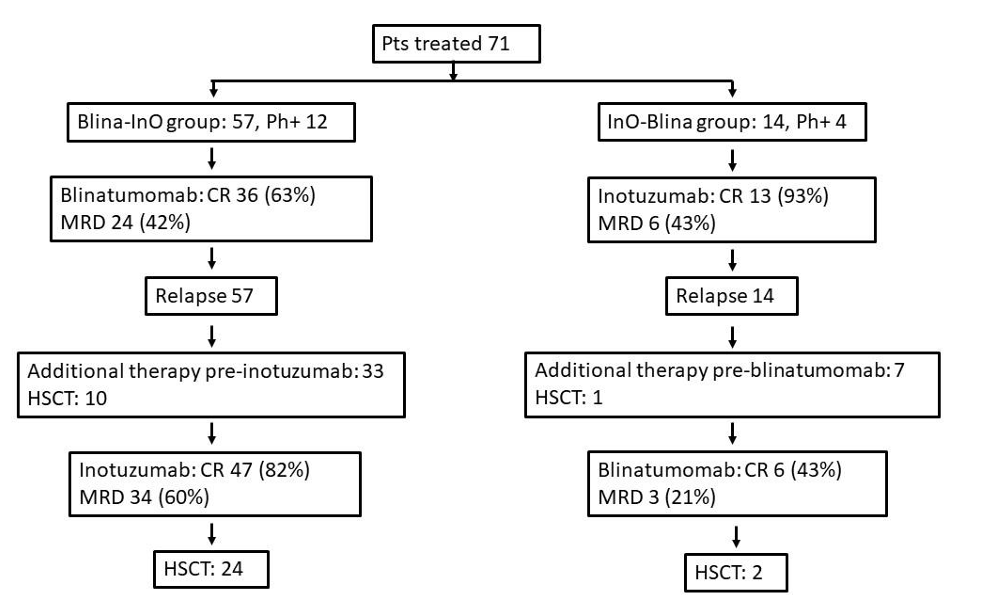 Pts treated 71
Blina-InO group: 57, Ph+ 12
InO-Blina group: 14, Ph+ 4
Blinatumomab: CR 36 (63%)
MRD 24 (42%)
Inotuzumab: CR 13 (93%)
MRD 6 (43%)
Relapse 57
Relapse 14
Additional therapy pre-inotuzumab: 33
HSCT: 10
Additional therapy pre-blinatumomab: 7
HSCT: 1
Inotuzumab: CR 47 (82%)
MRD 34 (60%)
Blinatumomab: CR 6 (43%)
MRD 3 (21%)
HSCT: 24
HSCT: 2